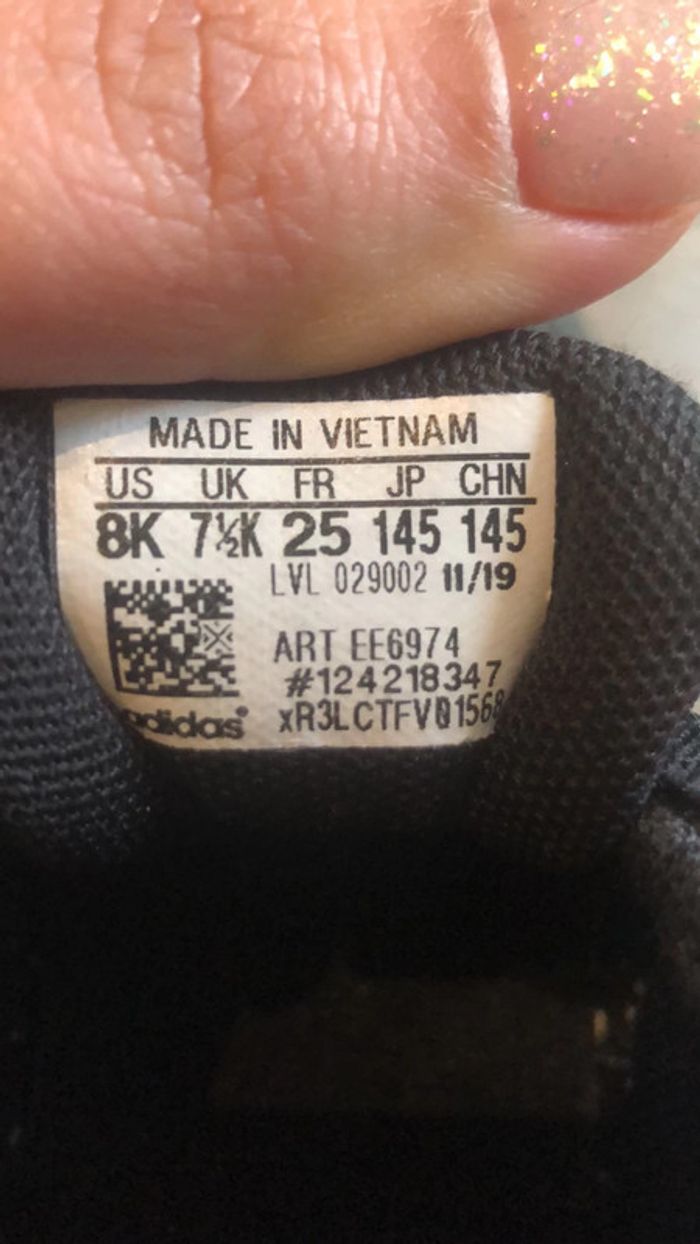 MADE IN VIETNAM
US UK FR JP CHN
8K 7½K 25 145 145
LVL 029002 11/19
ART EE6974
#124218347
adidas® xR3LCTFV01568